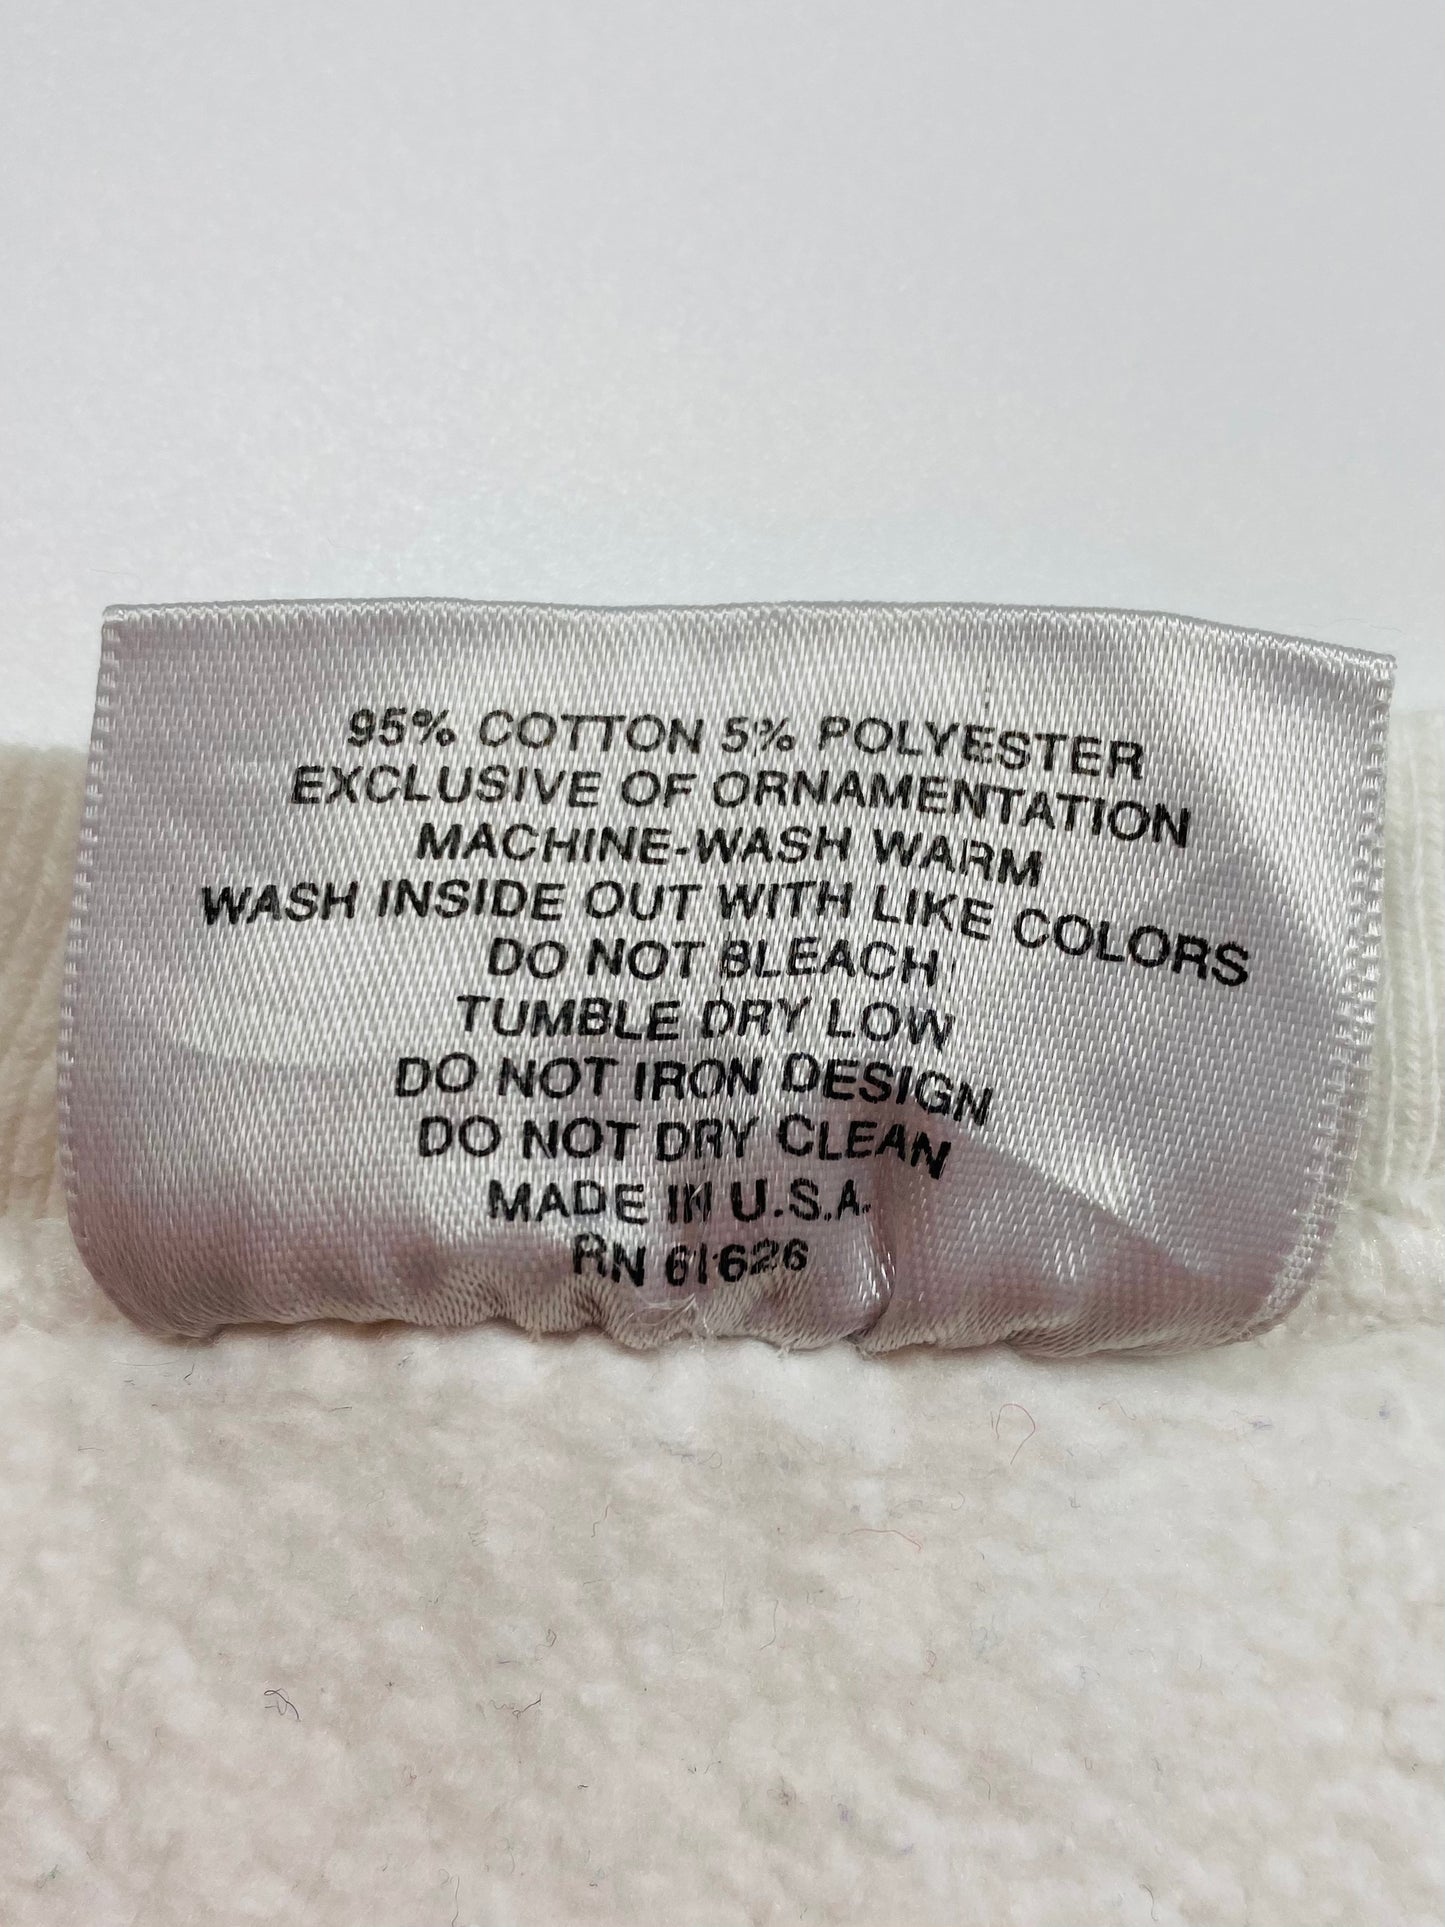 95% COTTON 5% POLYESTER
EXCLUSIVE OF ORNAMENTATION
MACHINE-WASH WARM
WASH INSIDE OUT WITH LIKE COLORS
DO NOT BLEACH
TUMBLE DRY LOW
DO NOT IRON DESIGN
DO NOT DRY CLEAN
MADE IN U.S.A.
RN 61626